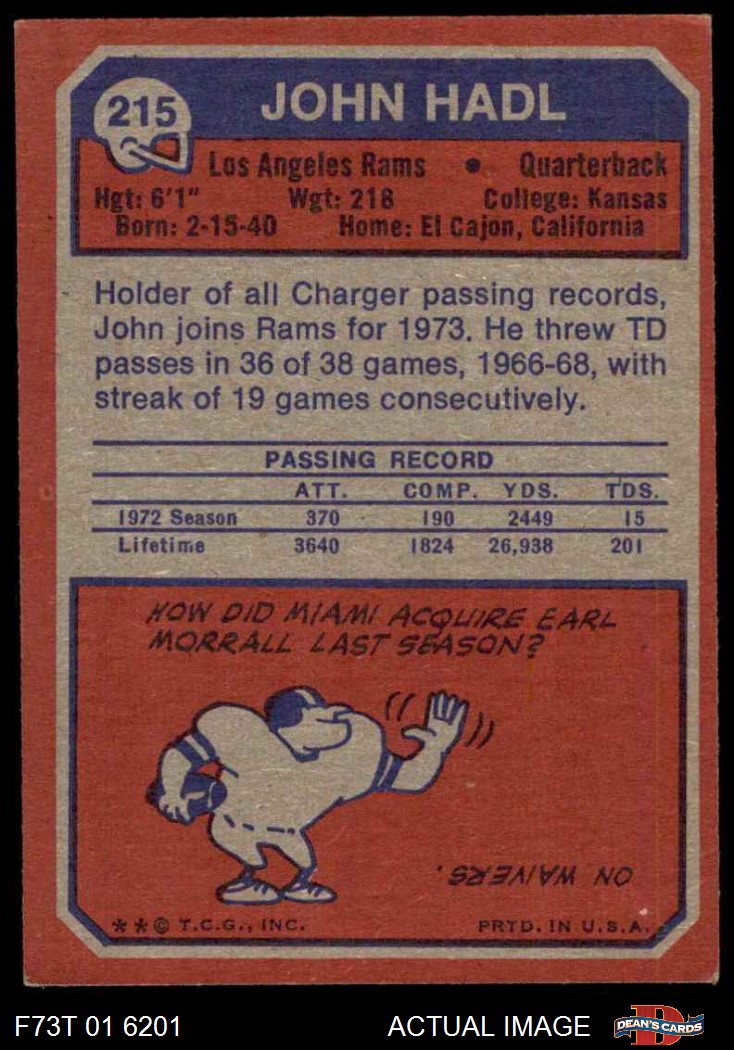 215
JOHN HADL
Los Angeles Rams • Quarterback
Hgt: 6'1" Wgt: 218 College: Kansas
Born: 2-15-40 Home: El Cajon, California
Holder of all Charger passing records,
John joins Rams for 1973. He threw TD
passes in 36 of 38 games, 1966-68, with
streak of 19 games consecutively.
PASSING RECORD
ATT. COMP. YDS. TDS.
1972 Season 370 190 2449 15
Lifetime 3640 1824 26,938 201
HOW DID MIAMI ACQUIRE EARL
MORRALL LAST SEASON?
ON WAIVERS.
**© T.C.G., INC. PRTD. IN U.S.A.
F73T 01 6201 ACTUAL IMAGE DEAN'S CARDS